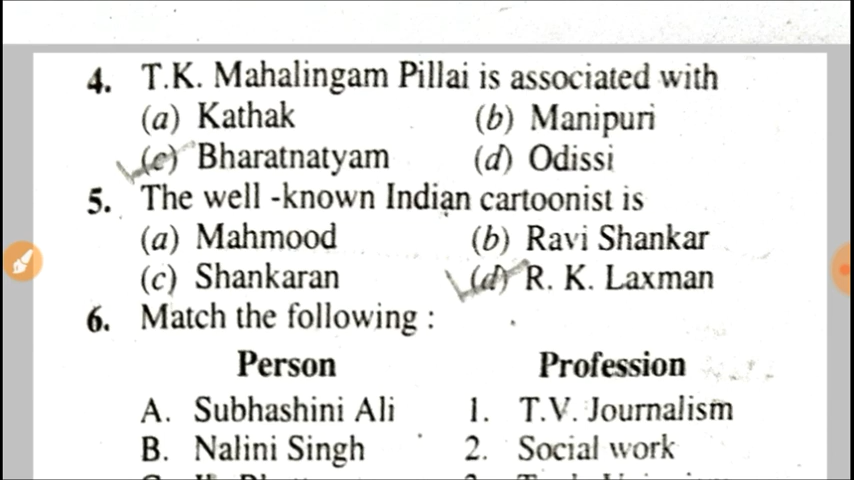 4. T.K. Mahalingam Pillai is associated with
(a) Kathak (b) Manipuri
(c) Bharatnatyam (d) Odissi
5. The well -known Indian cartoonist is
(a) Mahmood (b) Ravi Shankar
(c) Shankaran (d) R. K. Laxman
6. Match the following :
Person Profession
A. Subhashini Ali 1. T.V. Journalism
B. Nalini Singh 2. Social work